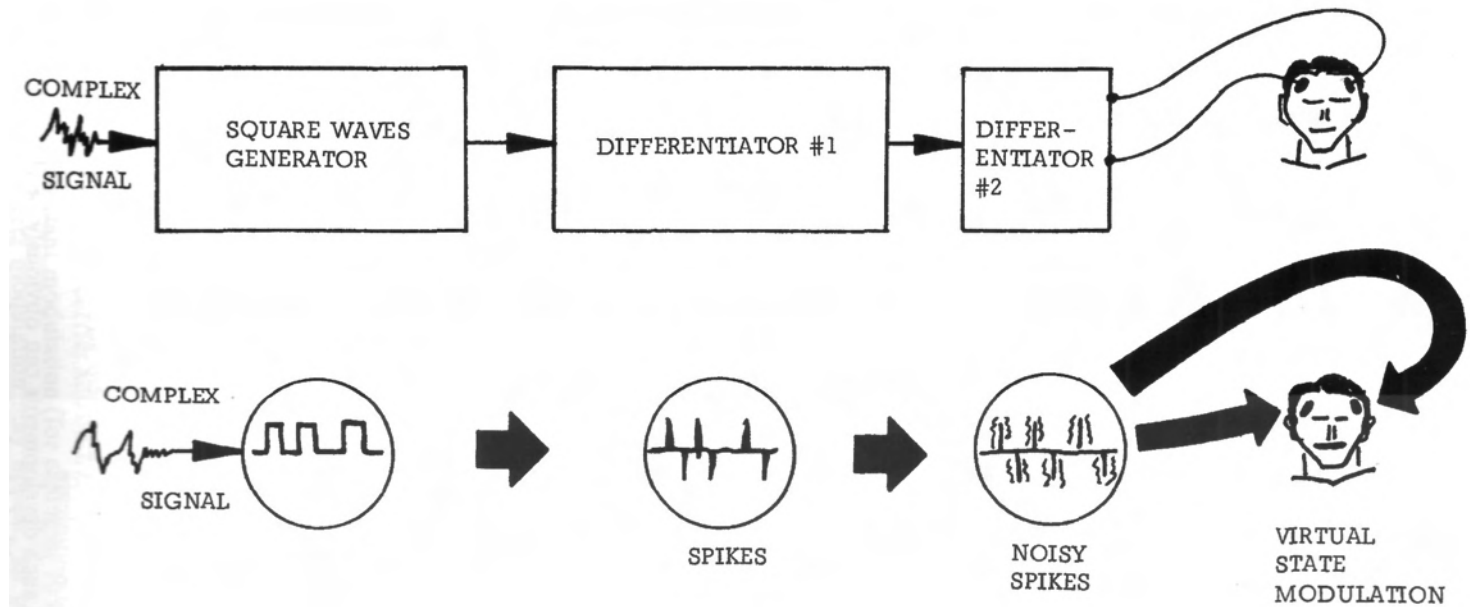 COMPLEX
SIGNAL
SQUARE WAVES
GENERATOR
DIFFERENTIATOR #1
DIFFER-
ENTIATOR
#2
COMPLEX
SIGNAL
SPIKES
NOISY
SPIKES
VIRTUAL
STATE
MODULATION